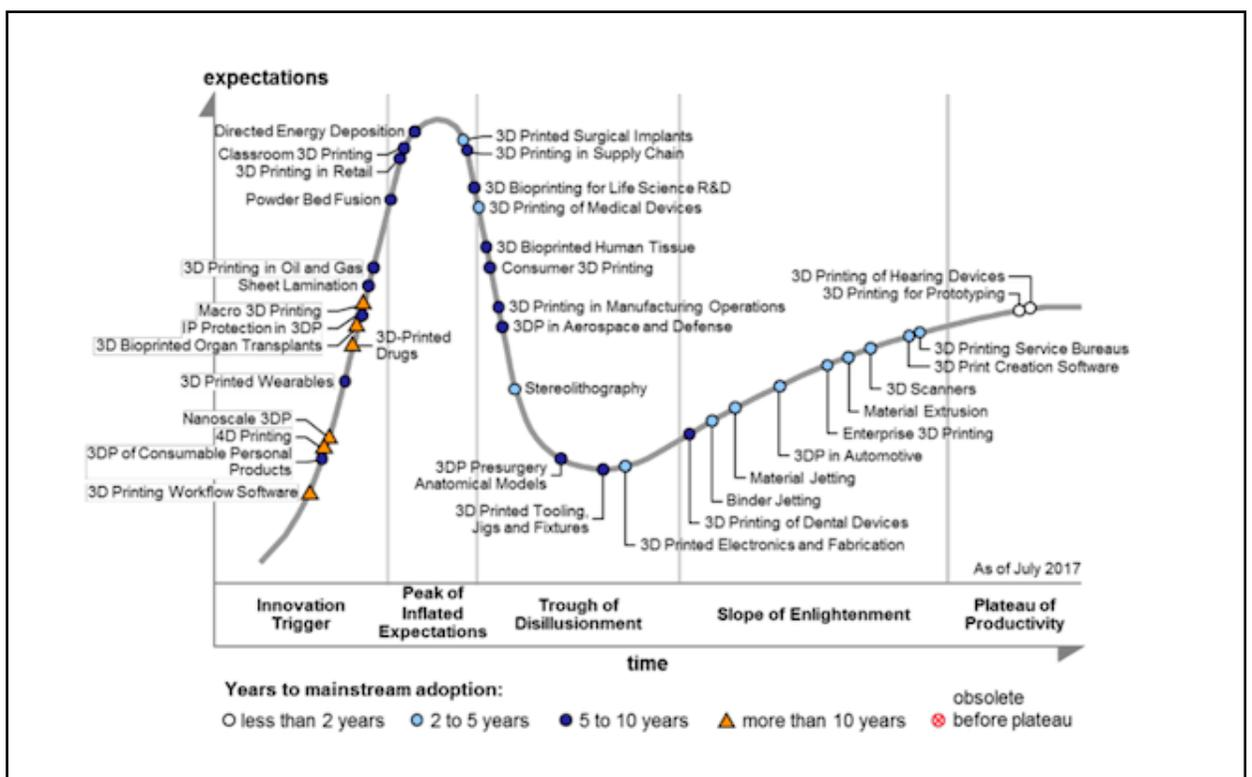 expectations
Directed Energy Deposition
Classroom 3D Printing
3D Printing in Retail
Powder Bed Fusion
3D Printing in Oil and Gas
Sheet Lamination
Macro 3D Printing
IP Protection in 3DP
3D Bioprinted Organ Transplants
3D-Printed
Drugs
3D Printed Wearables
Nanoscale 3DP
4D Printing
3DP of Consumable Personal
Products
3D Printing Workflow Software
3D Printed Surgical Implants
3D Printing in Supply Chain
3D Bioprinting for Life Science R&D
3D Printing of Medical Devices
3D Bioprinted Human Tissue
Consumer 3D Printing
3D Printing in Manufacturing Operations
3DP in Aerospace and Defense
Stereolithography
3DP Presurgery
Anatomical Models
3D Printed Tooling,
Jigs and Fixtures
3D Printed Electronics and Fabrication
3D Printing of Dental Devices
Binder Jetting
Material Jetting
3DP in Automotive
Enterprise 3D Printing
Material Extrusion
3D Scanners
3D Print Creation Software
3D Printing Service Bureaus
3D Printing of Hearing Devices
3D Printing for Prototyping
As of July 2017
Innovation
Trigger
Peak of
Inflated
Expectations
Trough of
Disillusionment
Slope of Enlightenment
Plateau of
Productivity
time
Years to mainstream adoption:
less than 2 years
2 to 5 years
5 to 10 years
more than 10 years
obsolete
before plateau